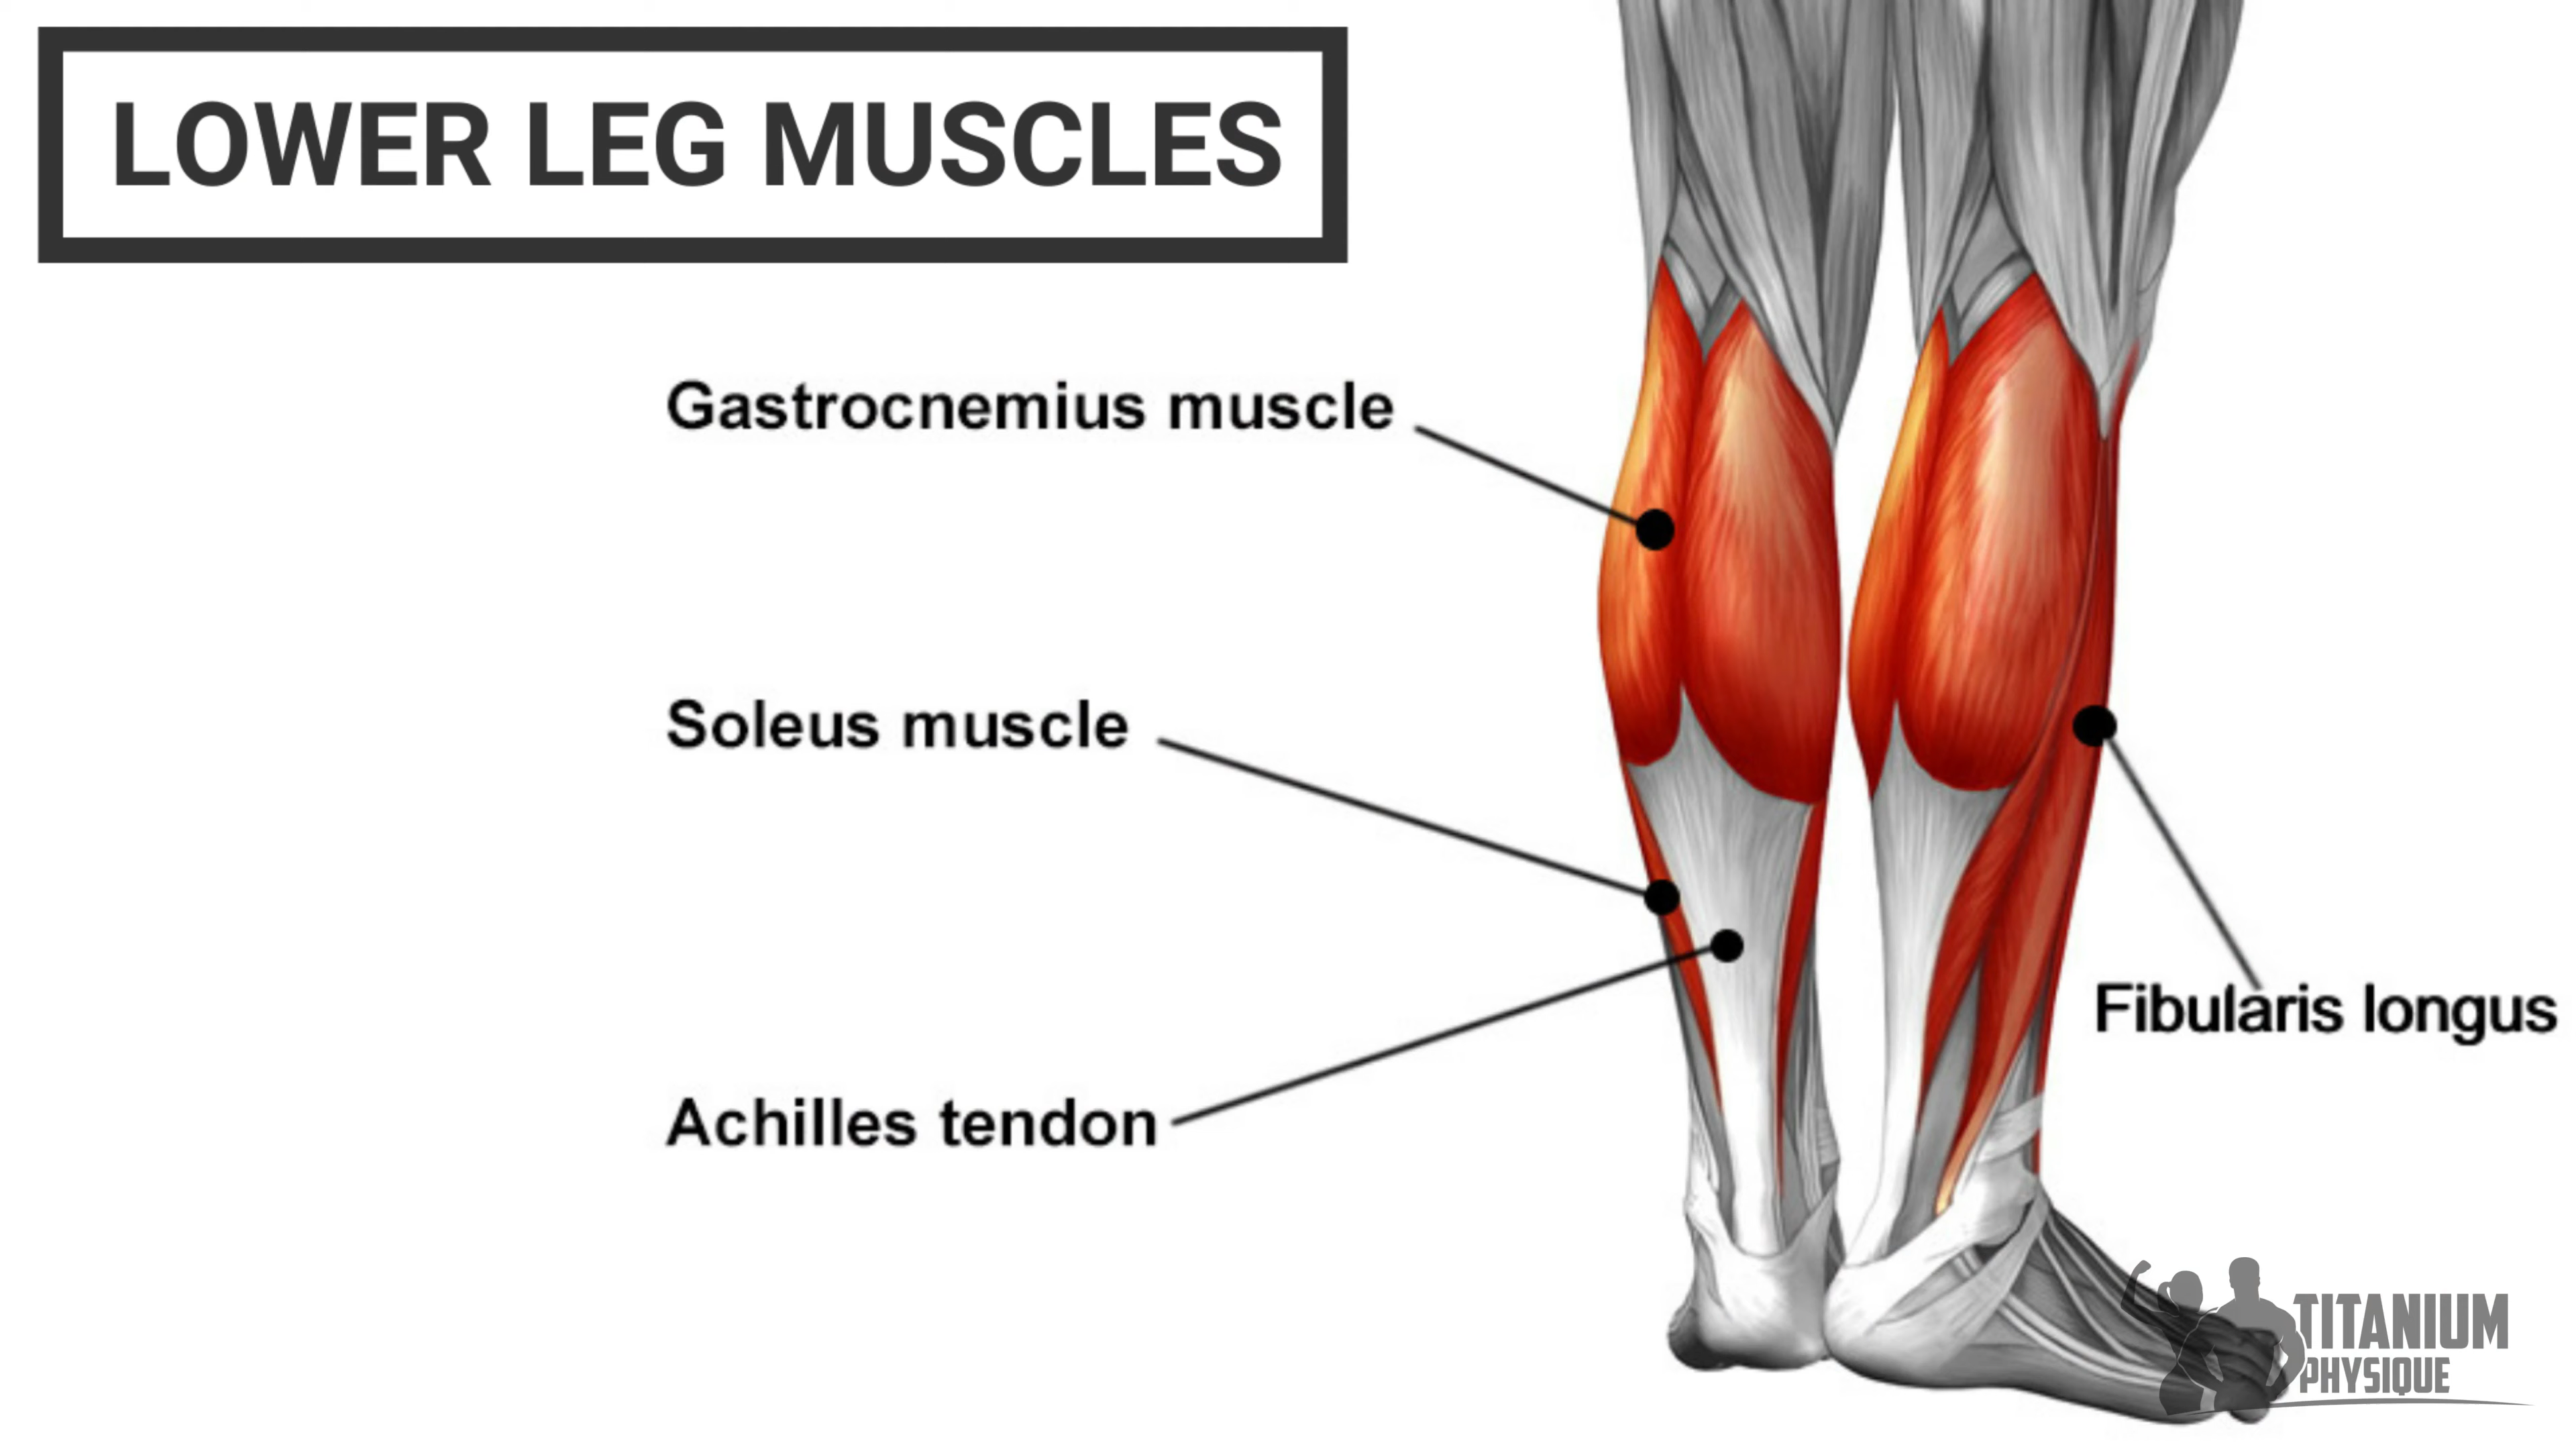 LOWER LEG MUSCLES
Gastrocnemius muscle
Soleus muscle
Achilles tendon
Fibularis longus
TITANIUM
PHYSIQUE